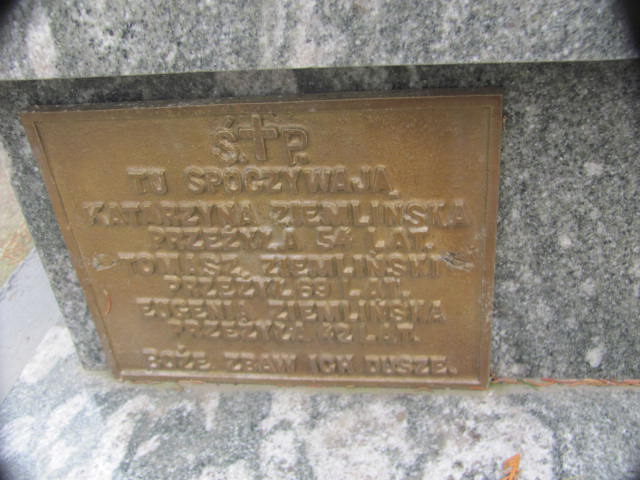 Ś. † P.
TU SPOCZYWAJĄ
KATARZYNA ZIEMLIŃSKA
PRZEŻYŁA 54 LAT.
TOMASZ ZIEMLIŃSKI
PRZEŻYŁ 69 LAT.
EUGENIA ZIEMLIŃSKA
PRZEŻYŁA 42 LAT.
BOŻE ZBAW ICH DUSZE.